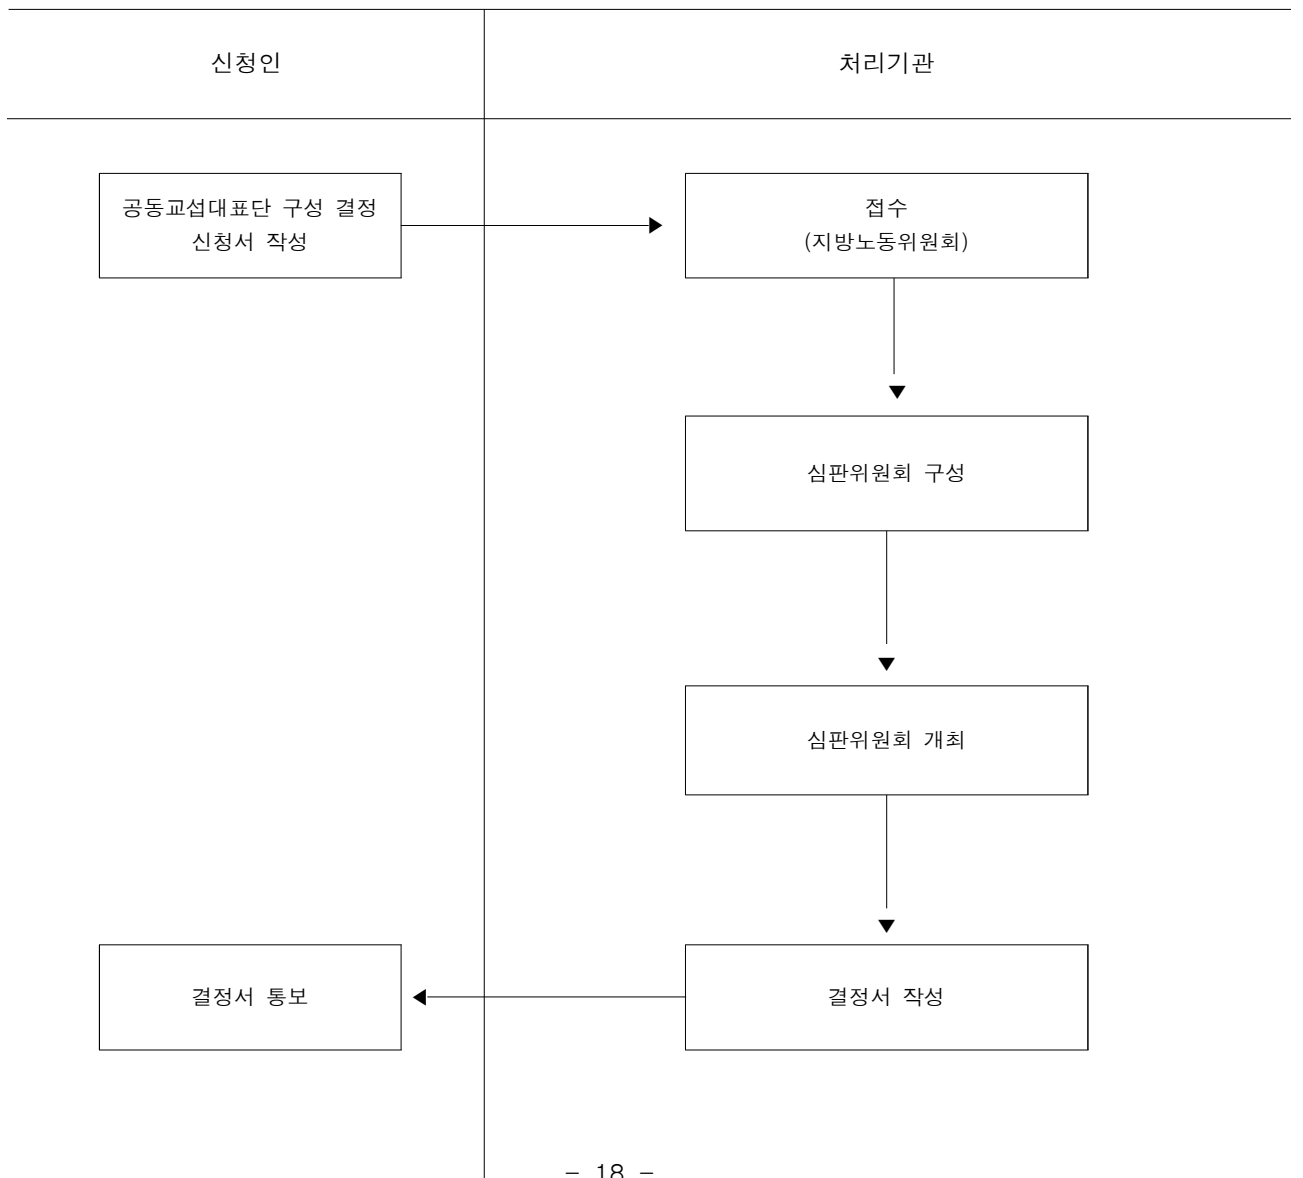 신청인
처리기관
공동교섭대표단 구성 결정
신청서 작성
접수
(지방노동위원회)
심판위원회 구성
심판위원회 개최
결정서 통보
결정서 작성
- 18 -